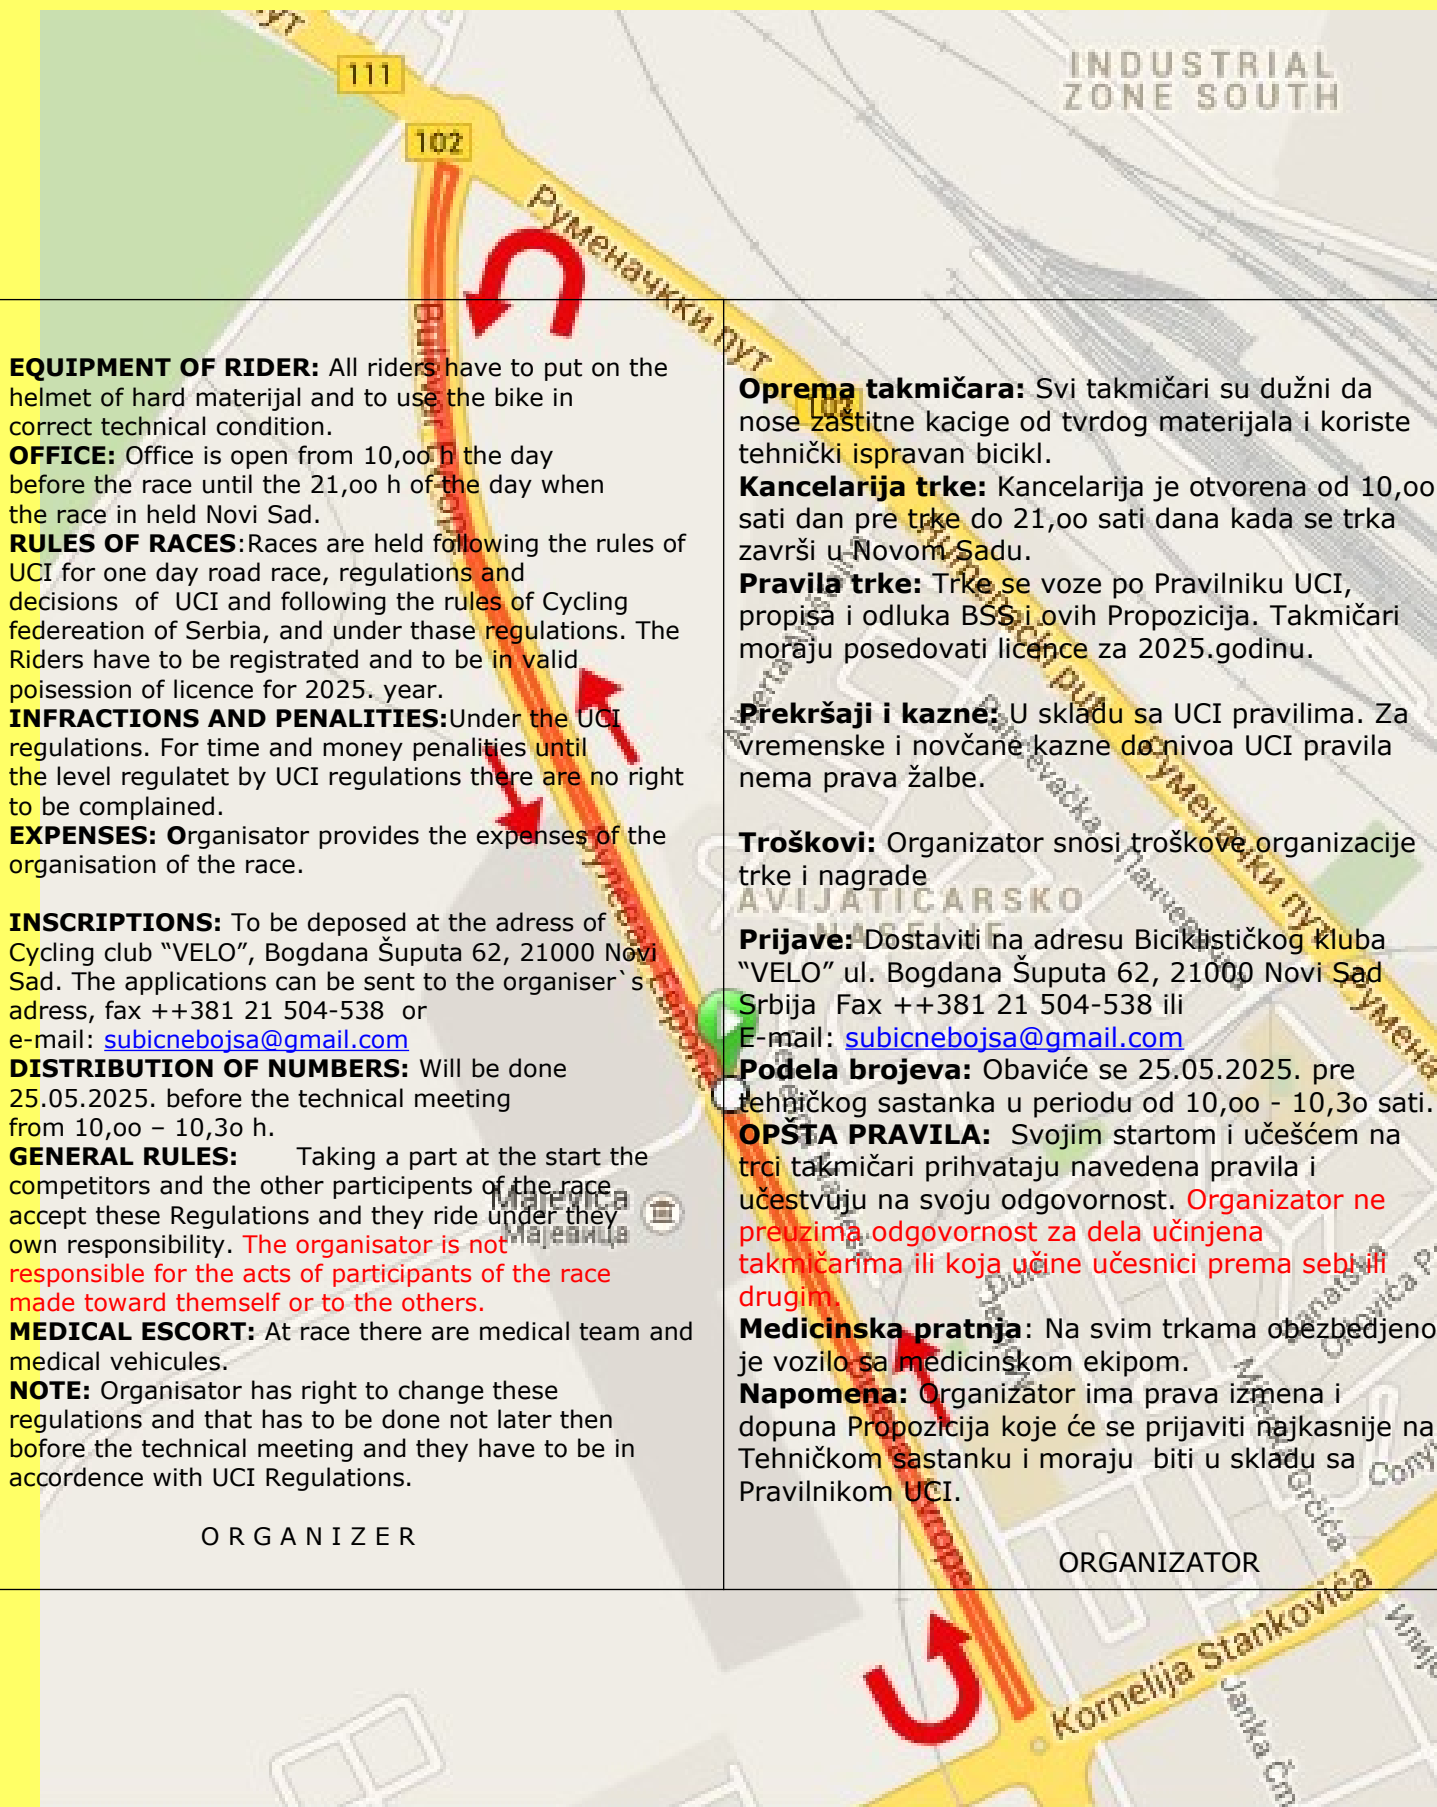 111
102
INDUSTRIAL
ZONE SOUTH
Руменачкки пут
EQUIPMENT OF RIDER: All riders have to put on the
helmet of hard materijal and to use the bike in
correct technical condition.
OFFICE: Office is open from 10,oo h the day
before the race until the 21,oo h of the day when
the race in held Novi Sad.
RULES OF RACES:Races are held following the rules of
UCI for one day road race, regulations and
decisions of UCI and following the rules of Cycling
federeation of Serbia, and under thase regulations. The
Riders have to be registrated and to be in valid
poisession of licence for 2025. year.
INFRACTIONS AND PENALITIES:Under the UCI
regulations. For time and money penalities until
the level regulatet by UCI regulations there are no right
to be complained.
EXPENSES: Organisator provides the expenses of the
organisation of the race.
INSCRIPTIONS: To be deposed at the adress of
Cycling club “VELO”, Bogdana Šuputa 62, 21000 Novi
Sad. The applications can be sent to the organiser`s
adress, fax ++381 21 504-538 or
e-mail: subicnebojsa@gmail.com
DISTRIBUTION OF NUMBERS: Will be done
25.05.2025. before the technical meeting
from 10,oo – 10,3o h.
GENERAL RULES: Taking a part at the start the
competitors and the other participents of the race
accept these Regulations and they ride under they
own responsibility. The organisator is not
responsible for the acts of participants of the race
made toward themself or to the others.
MEDICAL ESCORT: At race there are medical team and
medical vehicules.
NOTE: Organisator has right to change these
regulations and that has to be done not later then
bofore the technical meeting and they have to be in
accordance with UCI Regulations.
O R G A N I Z E R
Oprema takmičara: Svi takmičari su dužni da
nose zaštitne kacige od tvrdog materijala i koriste
tehnički ispravan bicikl.
Kancelarija trke: Kancelarija je otvorena od 10,oo
sati dan pre trke do 21,oo sati dana kada se trka
završi u Novom Sadu.
Pravila trke: Trke se voze po Pravilniku UCI,
propisa i odluka BSS i ovih Propozicija. Takmičari
moraju posedovati licence za 2025.godinu.
Prekršaji i kazne: U skladu sa UCI pravilima. Za
vremenske i novčane kazne do nivoa UCI pravila
nema prava žalbe.
Troškovi: Organizator snosi troškove organizacije
trke i nagrade
Prijave: Dostaviti na adresu Biciklističkog kluba
“VELO” ul. Bogdana Šuputa 62, 21000 Novi Sad
Srbija Fax ++381 21 504-538 ili
E-mail: subicnebojsa@gmail.com
Podela brojeva: Obaviće se 25.05.2025. pre
tehničkog sastanka u periodu od 10,oo - 10,3o sati.
OPŠTA PRAVILA: Svojim startom i učešćem na
trci takmičari prihvataju navedena pravila i
učestvuju na svoju odgovornost. Organizator ne
preuzima odgovornost za dela učinjena
takmičarima ili koja učine učesnici prema sebi ili
drugim.
Medicinska pratnja: Na svim trkama obezbedjeno
je vozilo sa medicinskom ekipom.
Napomena: Organizator ima prava izmena i
dopuna Propozicija koje će se prijaviti najkasnije na
Tehničkom sastanku i moraju biti u skladu sa
Pravilnikom UCI.
ORGANIZATOR
AVIJATIČARSKO
NASELJE
Majevica
Мајевица
Rumenački put
Руменачки пут
Bulevar Evrope
Булевар Европе
Pančevačka
Панчевачка
Kornelija Stankovića